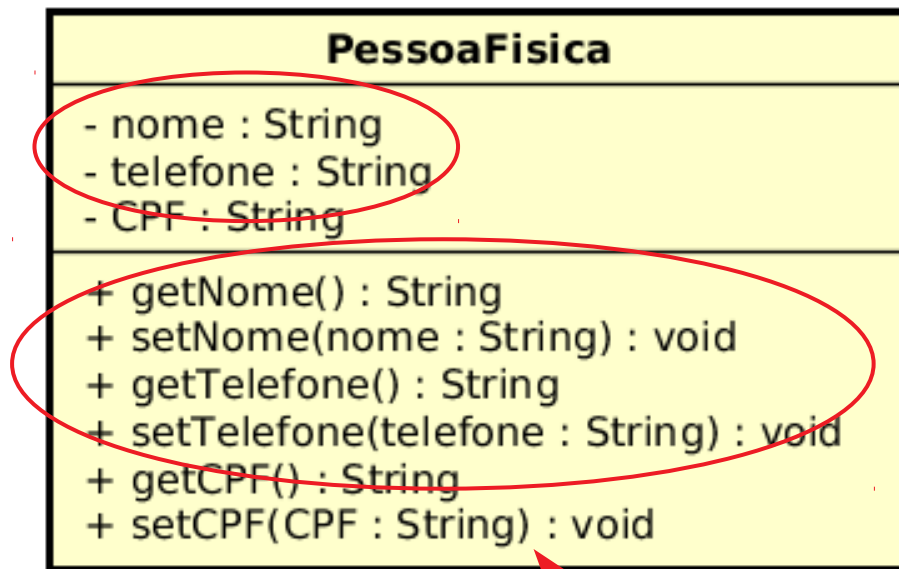 PessoaFisica
- nome : String
- telefone : String
- CPF : String
+ getNome() : String
+ setNome(nome : String) : void
+ getTelefone() : String
+ setTelefone(telefone : String) : void
+ getCPF() : String
+ setCPF(CPF : String) : void